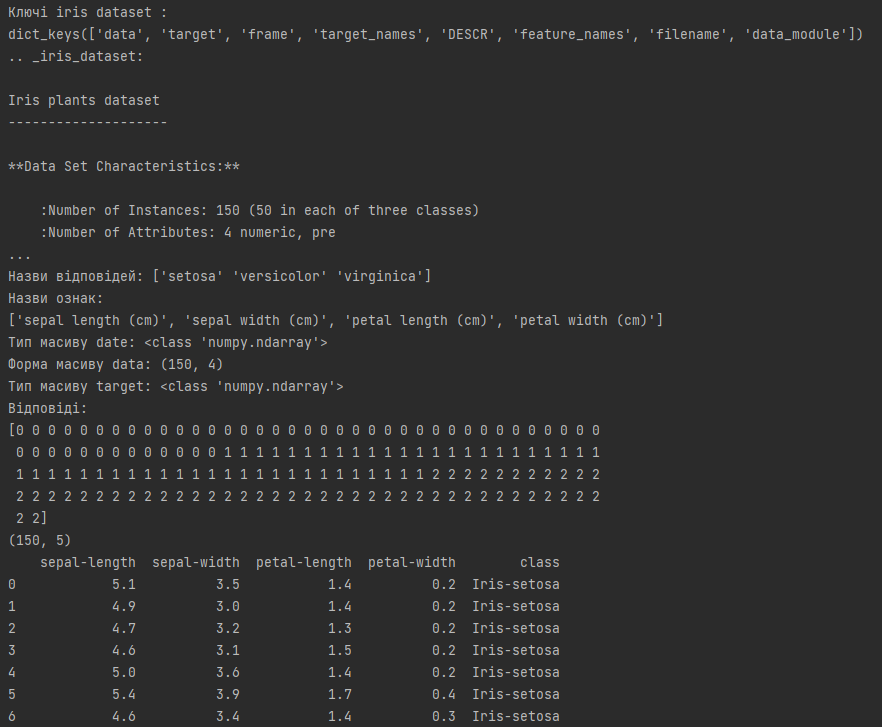 Ключі iris dataset :
dict_keys(['data', 'target', 'frame', 'target_names', 'DESCR', 'feature_names', 'filename', 'data_module'])
.. _iris_dataset:
Iris plants dataset
--------------------
**Data Set Characteristics:**
:Number of Instances: 150 (50 in each of three classes)
:Number of Attributes: 4 numeric, pre
...
Назви відповідей: ['setosa' 'versicolor' 'virginica']
Назви ознак:
['sepal length (cm)', 'sepal width (cm)', 'petal length (cm)', 'petal width (cm)']
Тип масиву date: <class 'numpy.ndarray'>
Форма масиву data: (150, 4)
Тип масиву target: <class 'numpy.ndarray'>
Відповіді:
[0 0 0 0 0 0 0 0 0 0 0 0 0 0 0 0 0 0 0 0 0 0 0 0 0 0 0 0 0 0 0 0 0 0 0 0 0
0 0 0 0 0 0 0 0 0 0 0 0 0 1 1 1 1 1 1 1 1 1 1 1 1 1 1 1 1 1 1 1 1 1 1 1 1
1 1 1 1 1 1 1 1 1 1 1 1 1 1 1 1 1 1 1 1 1 1 1 1 1 1 2 2 2 2 2 2 2 2 2 2 2
2 2 2 2 2 2 2 2 2 2 2 2 2 2 2 2 2 2 2 2 2 2 2 2 2 2 2 2 2 2 2 2 2 2 2 2 2
2 2]
(150, 5)
sepal-length sepal-width petal-length petal-width class
0 5.1 3.5 1.4 0.2 Iris-setosa
1 4.9 3.0 1.4 0.2 Iris-setosa
2 4.7 3.2 1.3 0.2 Iris-setosa
3 4.6 3.1 1.5 0.2 Iris-setosa
4 5.0 3.6 1.4 0.2 Iris-setosa
5 5.4 3.9 1.7 0.4 Iris-setosa
6 4.6 3.4 1.4 0.3 Iris-setosa